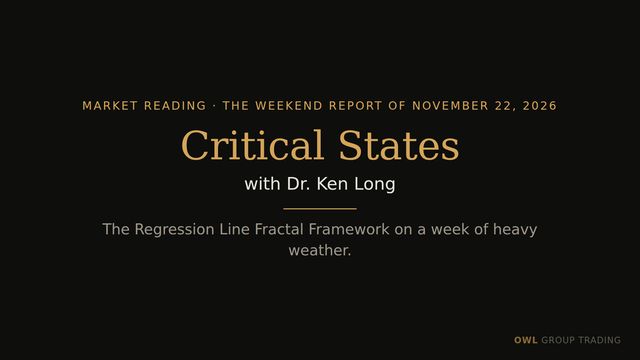 MARKET READING · THE WEEKEND REPORT OF NOVEMBER 22, 2026
Critical States
with Dr. Ken Long
The Regression Line Fractal Framework on a week of heavy
weather.
OWL GROUP TRADING